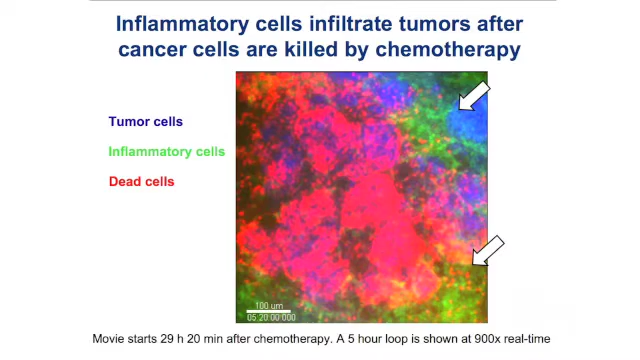 Inflammatory cells infiltrate tumors after
cancer cells are killed by chemotherapy
Tumor cells
Inflammatory cells
Dead cells
100 um
05:20:00:000
Movie starts 29 h 20 min after chemotherapy. A 5 hour loop is shown at 900x real-time